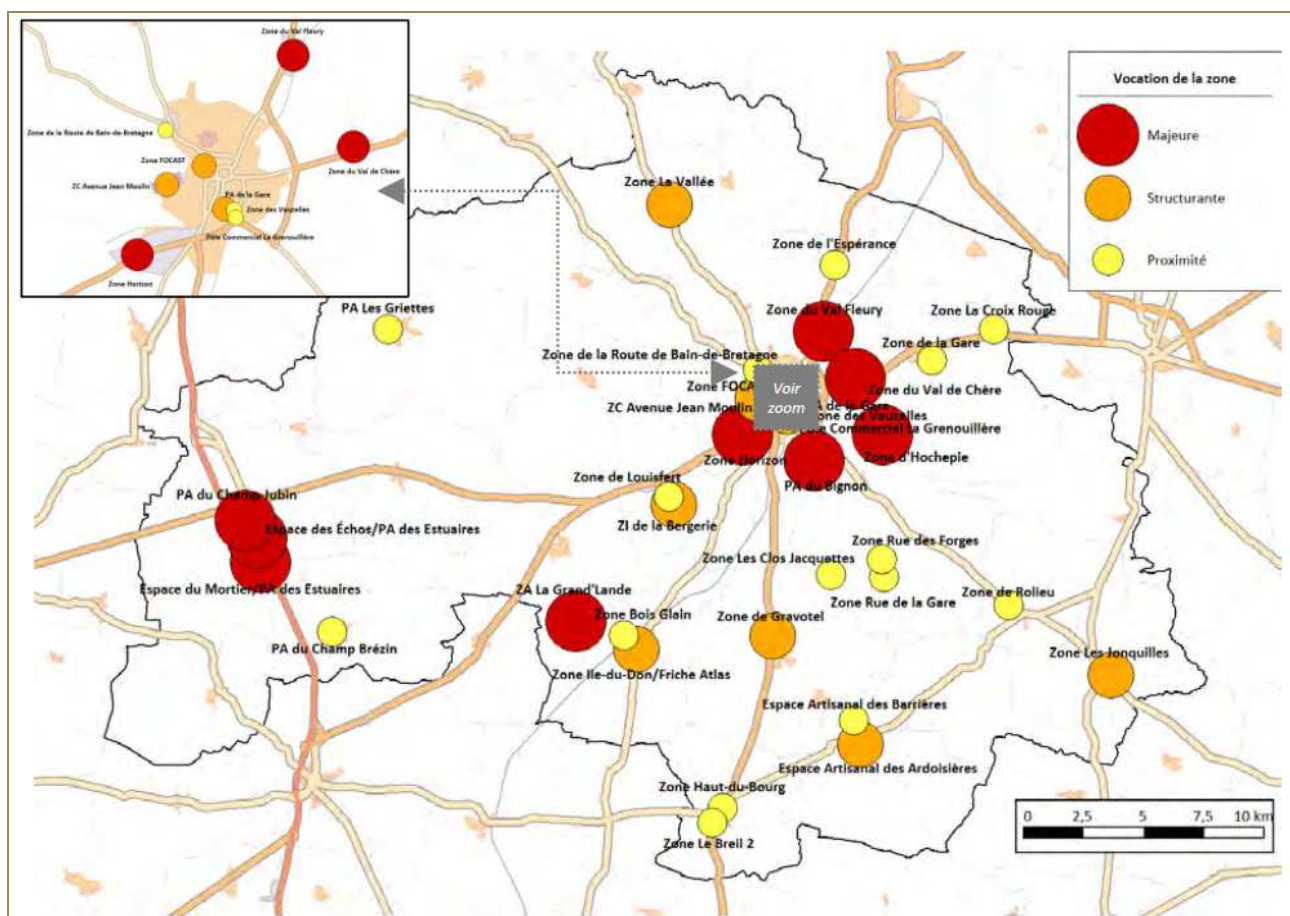 Zone du Val Fleury
Zone de la Route de Bain-de-Bretagne
Zone FOCAST
ZC Avenue Jean Moulin
Zone du Val de Chère
PA de la Gare
Zone des Vauzelles
Pôle Commercial La Grenouillère
Zone Horizon
Vocation de la zone
Majeure
Structurante
Proximité
Zone La Vallée
Zone de l'Espérance
PA Les Griettes
Zone du Val Fleury
Zone La Croix Rouge
Zone de la Gare
Zone de la Route de Bain-de-Bretagne
Zone FOCA
Voir
zoom
Zone du Val de Chère
ZC Avenue Jean Moulin
A de la Gare
one des Vauzelles
le Commercial La Grenouillère
Zone Horizon
Zone d'Hochepie
PA du Bignon
Zone de Louisfert
ZI de la Bergerie
PA du Champ Jubin
Espace des Échos/PA des Estuaires
Espace du Mortier/PA des Estuaires
Zone Rue des Forges
Zone Les Clos Jacquettes
Zone Rue de la Gare
Zone de Rolieu
ZA La Grand'Lande
Zone Bois Glain
Zone de Gravotel
PA du Champ Brézin
Zone Ile-du-Don/Friche Atlas
Zone Les Jonquilles
Espace Artisanal des Barrières
Espace Artisanal des Ardoisières
Zone Haut-du-Bourg
Zone Le Breil 2
0 2,5 5 7,5 10 km